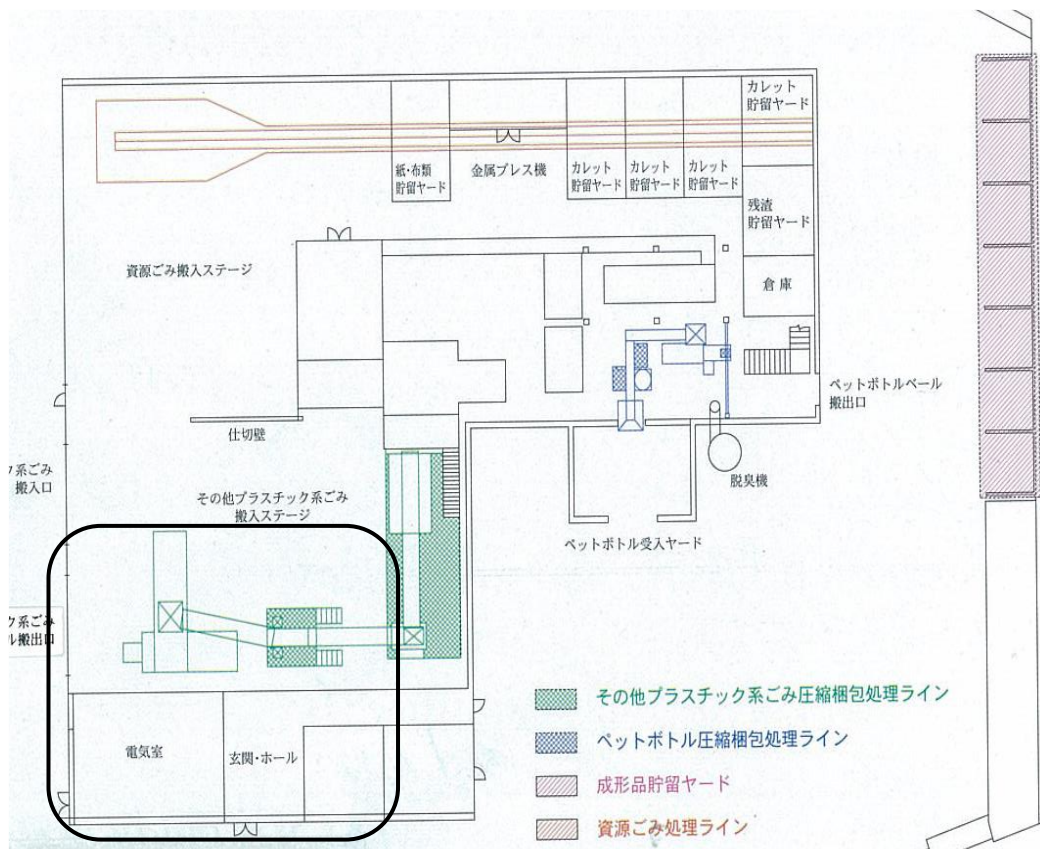 カレット
貯留ヤード
紙・布類
貯留ヤード
金属プレス機
カレット
貯留ヤード
カレット
貯留ヤード
カレット
貯留ヤード
残渣
貯留ヤード
資源ごみ搬入ステージ
倉 庫
ペットボトルベール
搬出口
仕切壁
ク系ごみ
搬入口
その他プラスチック系ごみ
搬入ステージ
脱臭機
ペットボトル受入ヤード
ク系ごみ
ル搬出口
電気室
玄関・ホール
その他プラスチック系ごみ圧縮梱包処理ライン
ペットボトル圧縮梱包処理ライン
成形品貯留ヤード
資源ごみ処理ライン